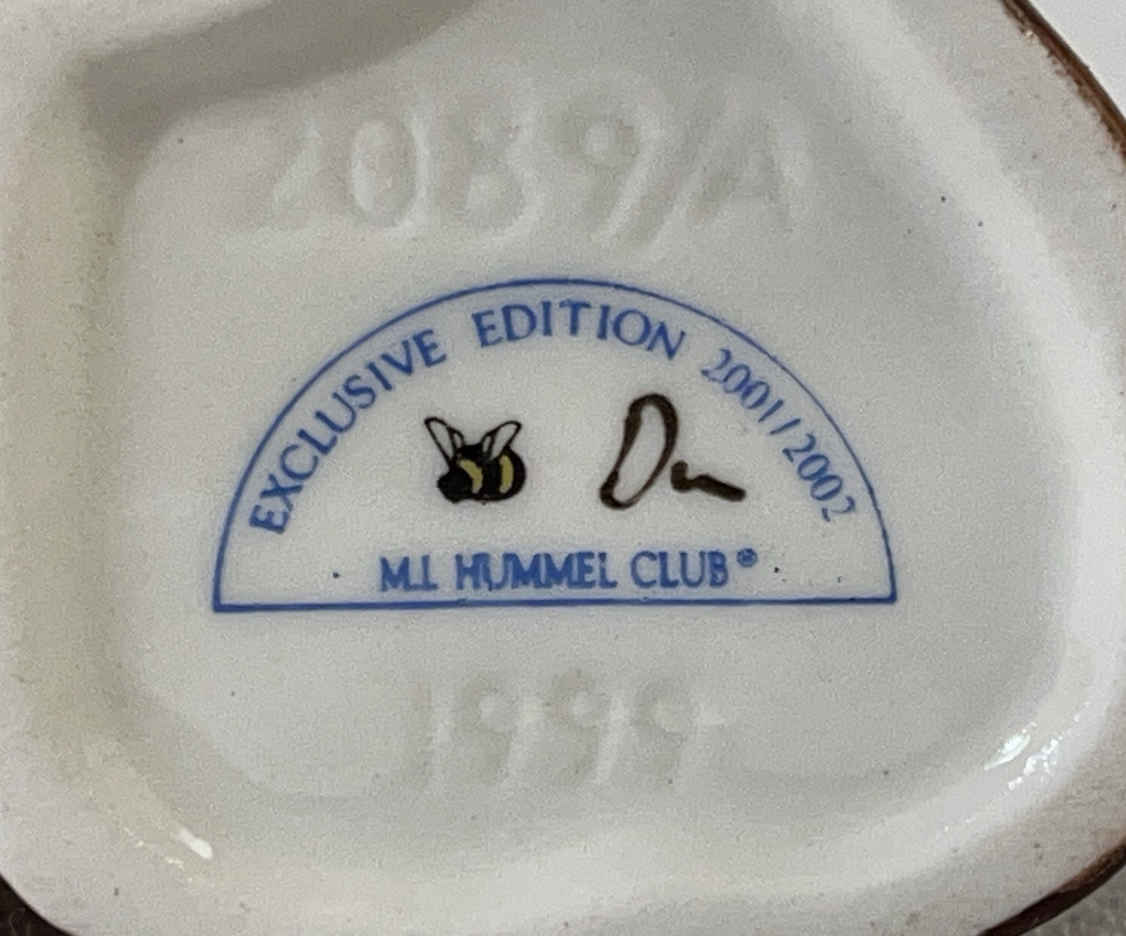 2089/A
EXCLUSIVE EDITION 2001/2002
M.I. HUMMEL CLUB®
1999